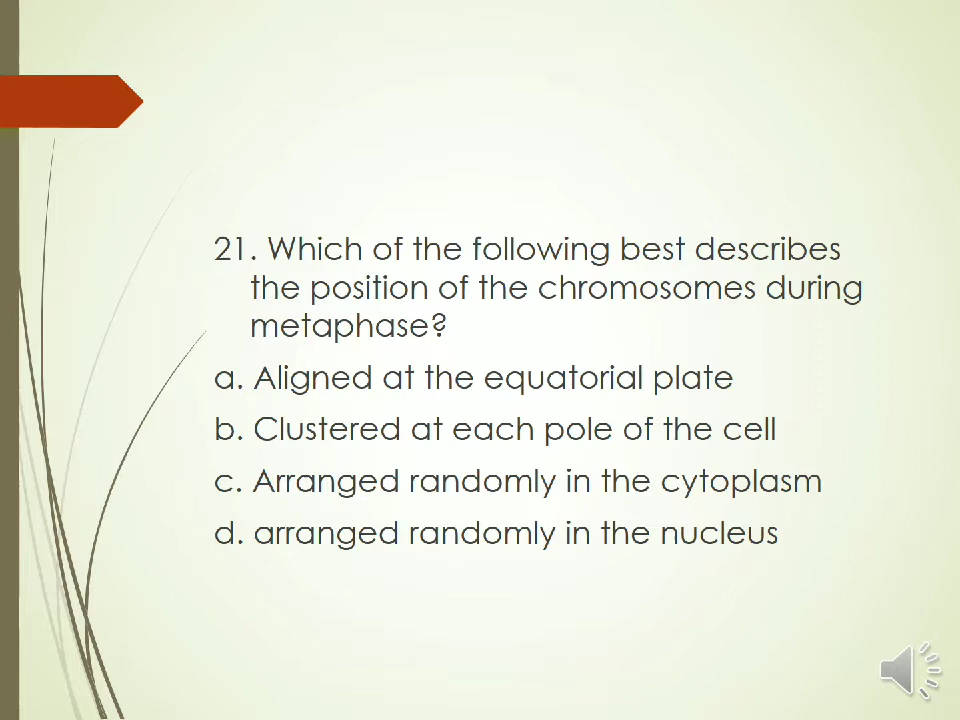 21. Which of the following best describes
the position of the chromosomes during
metaphase?
a. Aligned at the equatorial plate
b. Clustered at each pole of the cell
c. Arranged randomly in the cytoplasm
d. arranged randomly in the nucleus